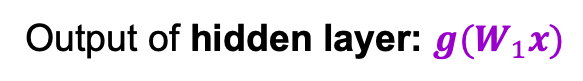 Output of hidden layer: g(W₁x)